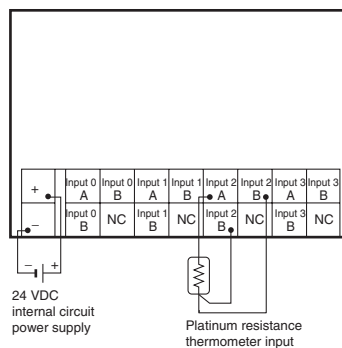 + Input 0 A Input 0 B Input 1 A Input 1 B Input 2 A Input 2 B Input 3 A Input 3 B
− Input 0 B NC Input 1 B NC Input 2 B NC Input 3 B NC
− +
24 VDC
internal circuit
power supply
Platinum resistance
thermometer input